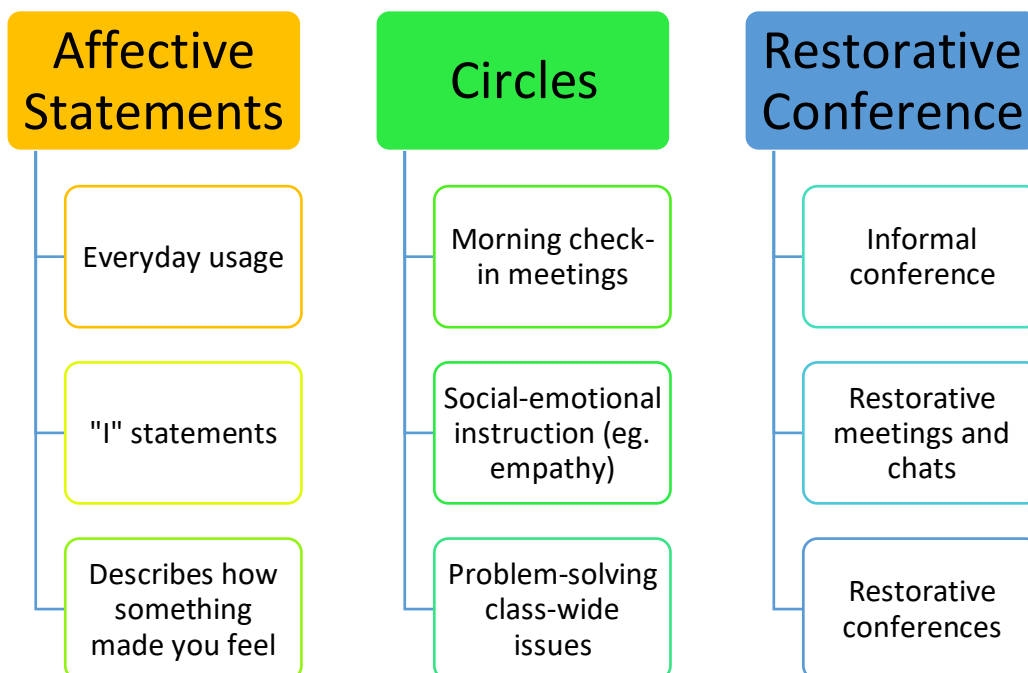 Affective
Statements
Everyday usage
"I" statements
Describes how
something
made you feel
Circles
Morning check-
in meetings
Social-emotional
instruction (eg.
empathy)
Problem-solving
class-wide
issues
Restorative
Conference
Informal
conference
Restorative
meetings and
chats
Restorative
conferences